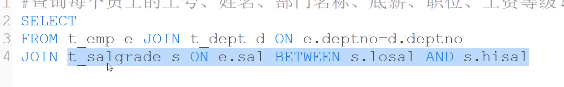 #查询每个员工的工号、姓名、部门名称、底薪、职位、工资等级
SELECT
FROM t_emp e JOIN t_dept d ON e.deptno=d.deptno
JOIN t_salgrade s ON e.sal BETWEEN s.losal AND s.hisal